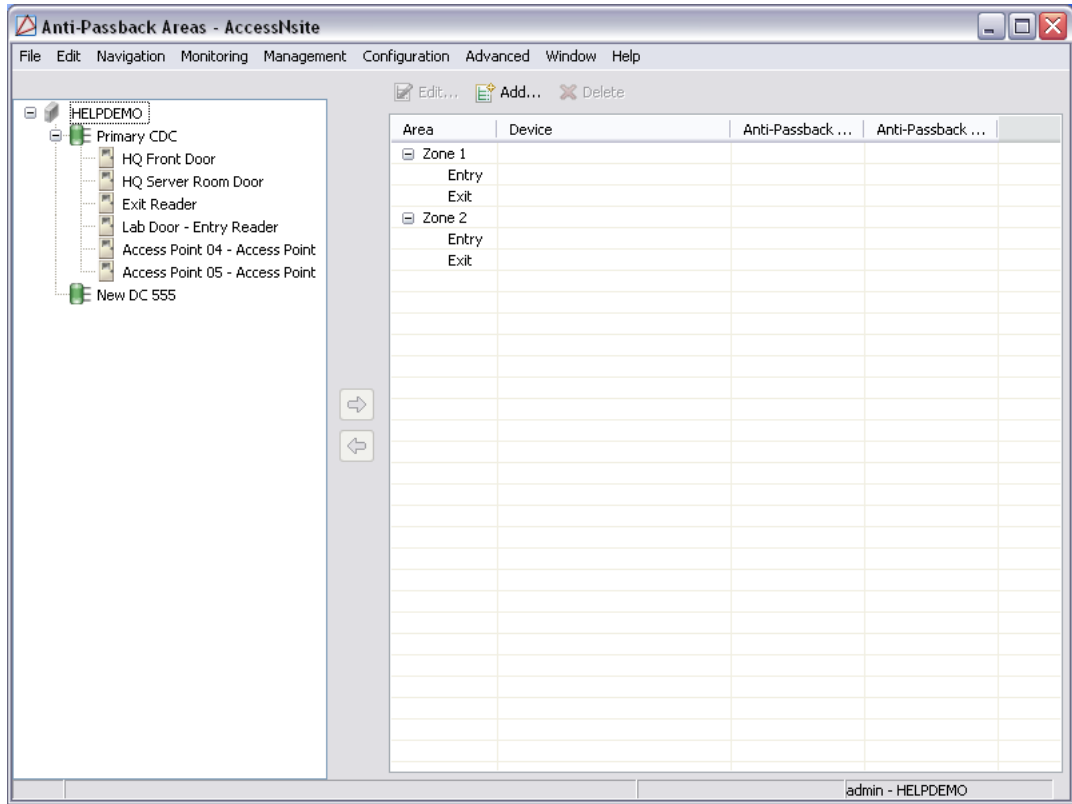 Anti-Passback Areas - AccessNsite
File Edit Navigation Monitoring Management Configuration Advanced Window Help
Edit... Add... Delete
HELPDEMO
Primary CDC
HQ Front Door
HQ Server Room Door
Exit Reader
Lab Door - Entry Reader
Access Point 04 - Access Point
Access Point 05 - Access Point
New DC 555
Area Device Anti-Passback ... Anti-Passback ...
Zone 1
Entry
Exit
Zone 2
Entry
Exit
admin - HELPDEMO